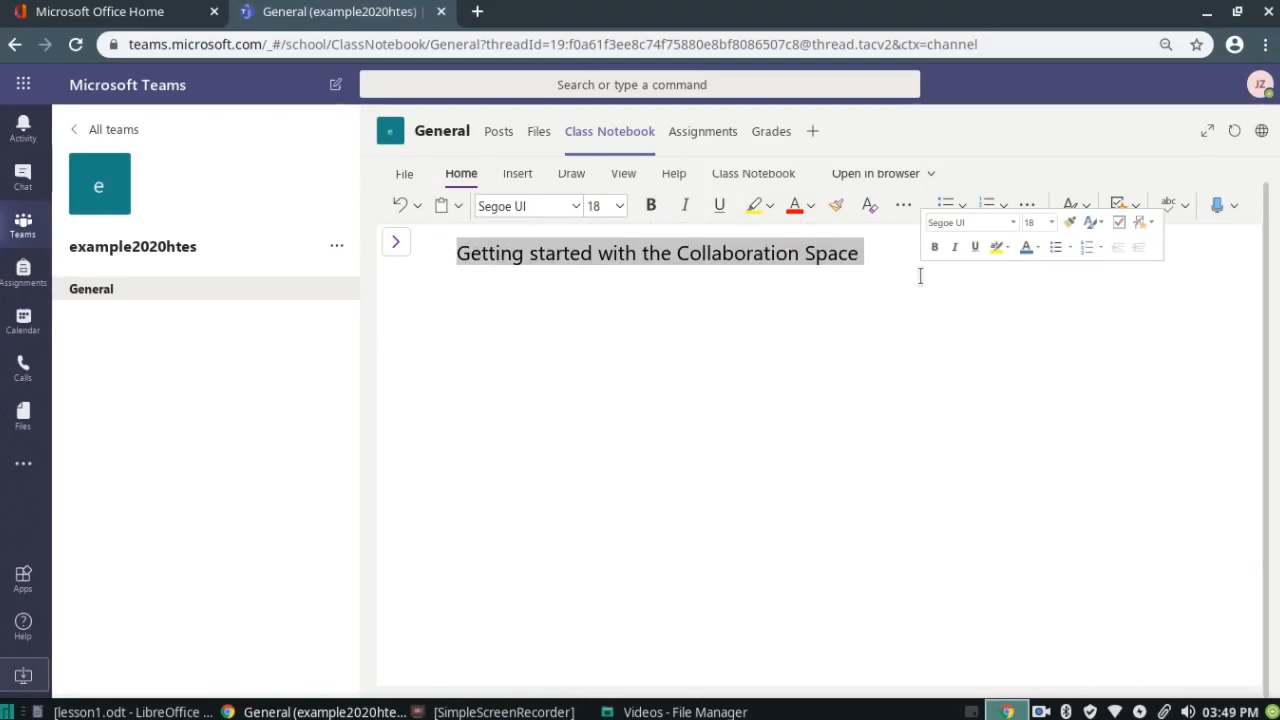 Microsoft Office Home
General (example2020htes) |
teams.microsoft.com/_#/school/ClassNotebook/General?threadId=19:f0a61f3ee8c74f75880e8bf8086507c8@thread.tacv2&ctx=channel
Microsoft Teams
Search or type a command
JZ
Activity
Chat
Teams
Assignments
Calendar
Calls
Files
Apps
Help
All teams
e
example2020htes
General
e
General
Posts
Files
Class Notebook
Assignments
Grades
File
Home
Insert
Draw
View
Help
Class Notebook
Open in browser
Segoe UI
18
B
I
U
A
A
abc
Segoe UI
18
B
I
U
ab
A
Getting started with the Collaboration Space
[lesson1.odt - LibreOffice ...
General (example2020hte...
[SimpleScreenRecorder]
Videos - File Manager
03:49 PM